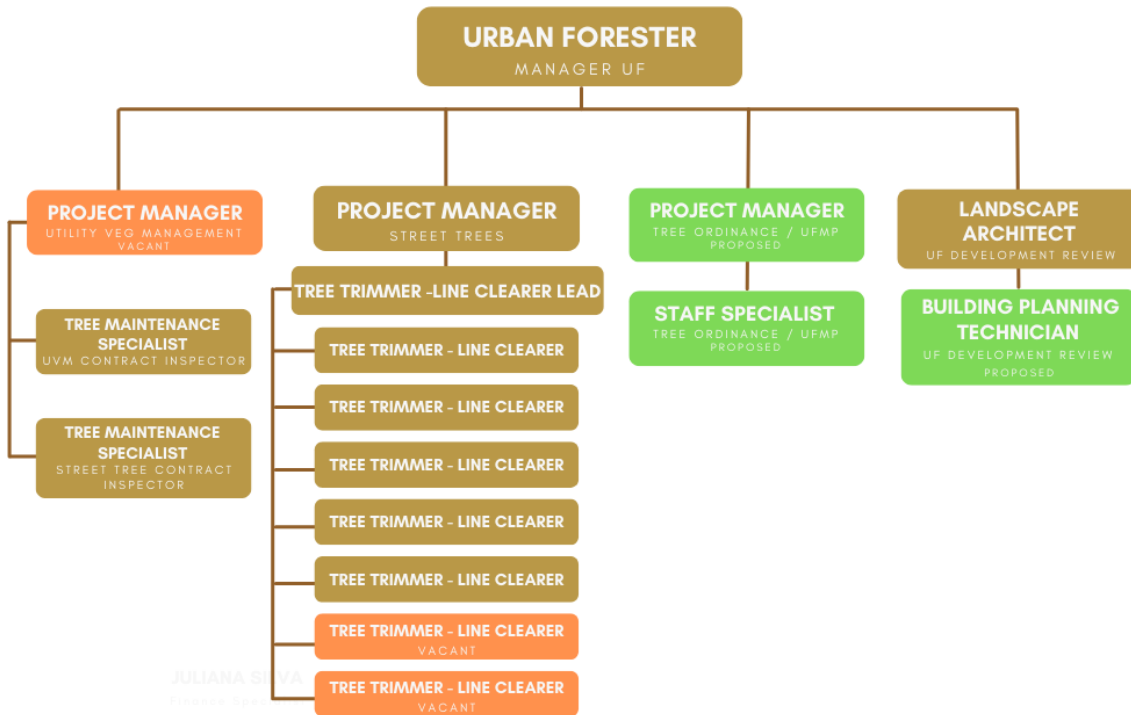 URBAN FORESTER
MANAGER UF
PROJECT MANAGER
UTILITY VEG MANAGEMENT
VACANT
TREE MAINTENANCE
SPECIALIST
UVM CONTRACT INSPECTOR
TREE MAINTENANCE
SPECIALIST
STREET TREE CONTRACT
INSPECTOR
PROJECT MANAGER
STREET TREES
TREE TRIMMER -LINE CLEARER LEAD
TREE TRIMMER - LINE CLEARER
TREE TRIMMER - LINE CLEARER
TREE TRIMMER - LINE CLEARER
TREE TRIMMER - LINE CLEARER
TREE TRIMMER - LINE CLEARER
TREE TRIMMER - LINE CLEARER
VACANT
TREE TRIMMER - LINE CLEARER
VACANT
PROJECT MANAGER
TREE ORDINANCE / UFMP
PROPOSED
STAFF SPECIALIST
TREE ORDINANCE / UFMP
PROPOSED
LANDSCAPE
ARCHITECT
UF DEVELOPMENT REVIEW
BUILDING PLANNING
TECHNICIAN
UF DEVELOPMENT REVIEW
PROPOSED
JULIANA SILVA
Finance